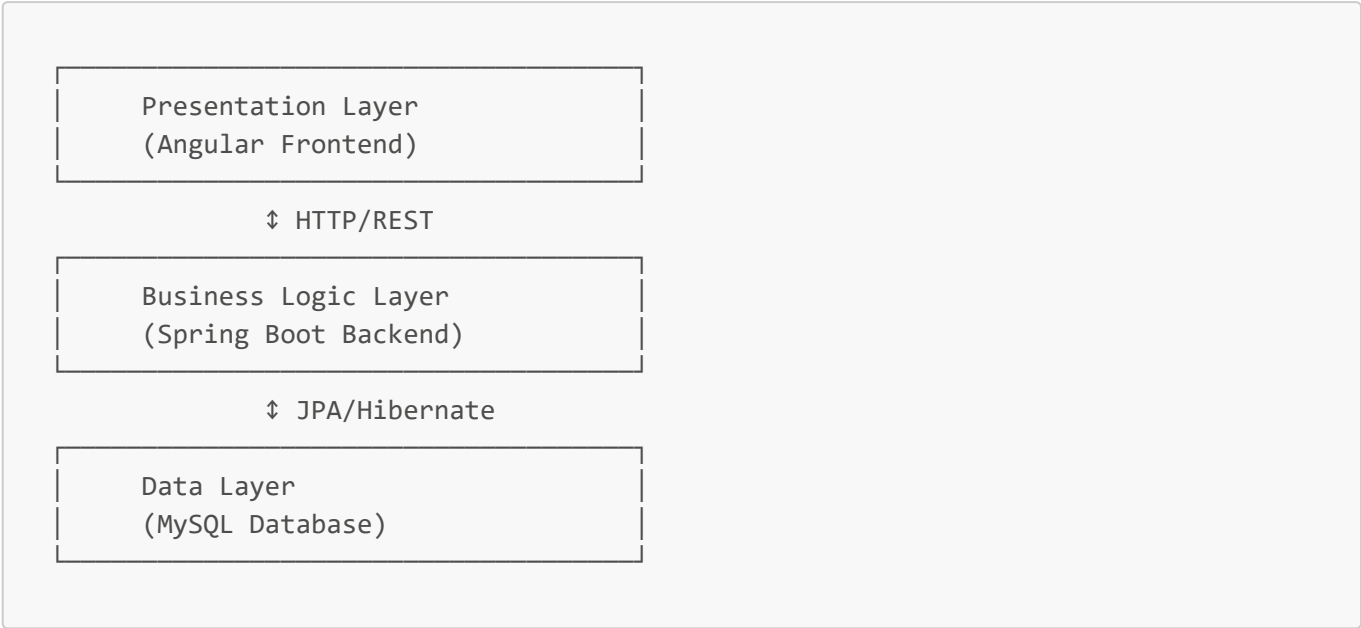 Presentation Layer
(Angular Frontend)
↕ HTTP/REST
Business Logic Layer
(Spring Boot Backend)
↕ JPA/Hibernate
Data Layer
(MySQL Database)